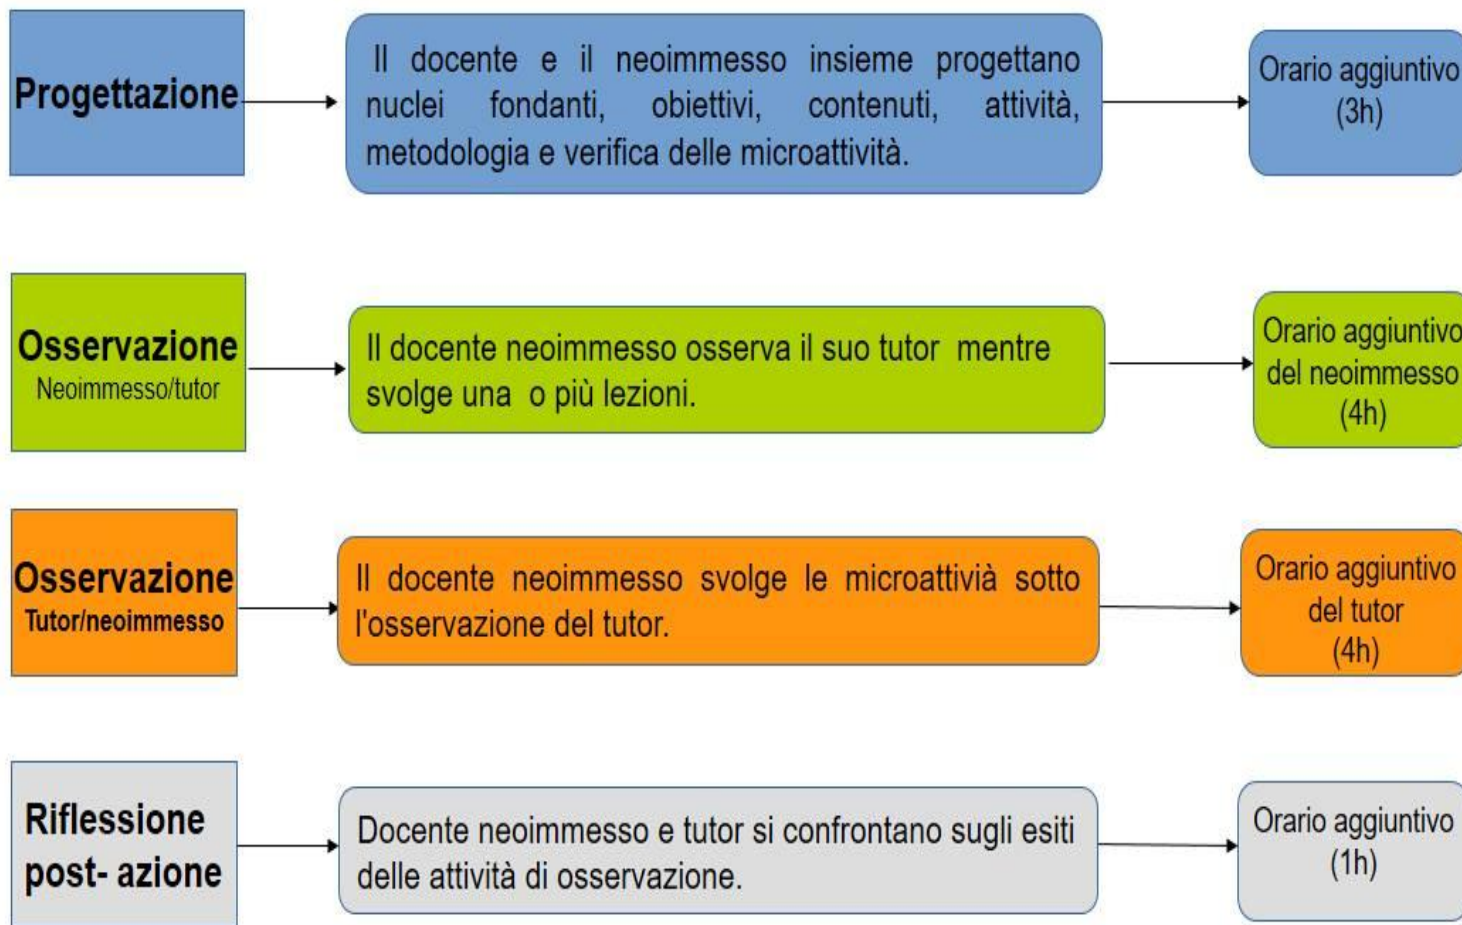 Progettazione
Il docente e il neoimmesso insieme progettano
nuclei fondanti, obiettivi, contenuti, attività,
metodologia e verifica delle microattività.
Orario aggiuntivo
(3h)
Osservazione
Neoimmesso/tutor
Il docente neoimmesso osserva il suo tutor mentre
svolge una o più lezioni.
Orario aggiuntivo
del neoimmesso
(4h)
Osservazione
Tutor/neoimmesso
Il docente neoimmesso svolge le microattivià sotto
l'osservazione del tutor.
Orario aggiuntivo
del tutor
(4h)
Riflessione
post- azione
Docente neoimmesso e tutor si confrontano sugli esiti
delle attività di osservazione.
Orario aggiuntivo
(1h)